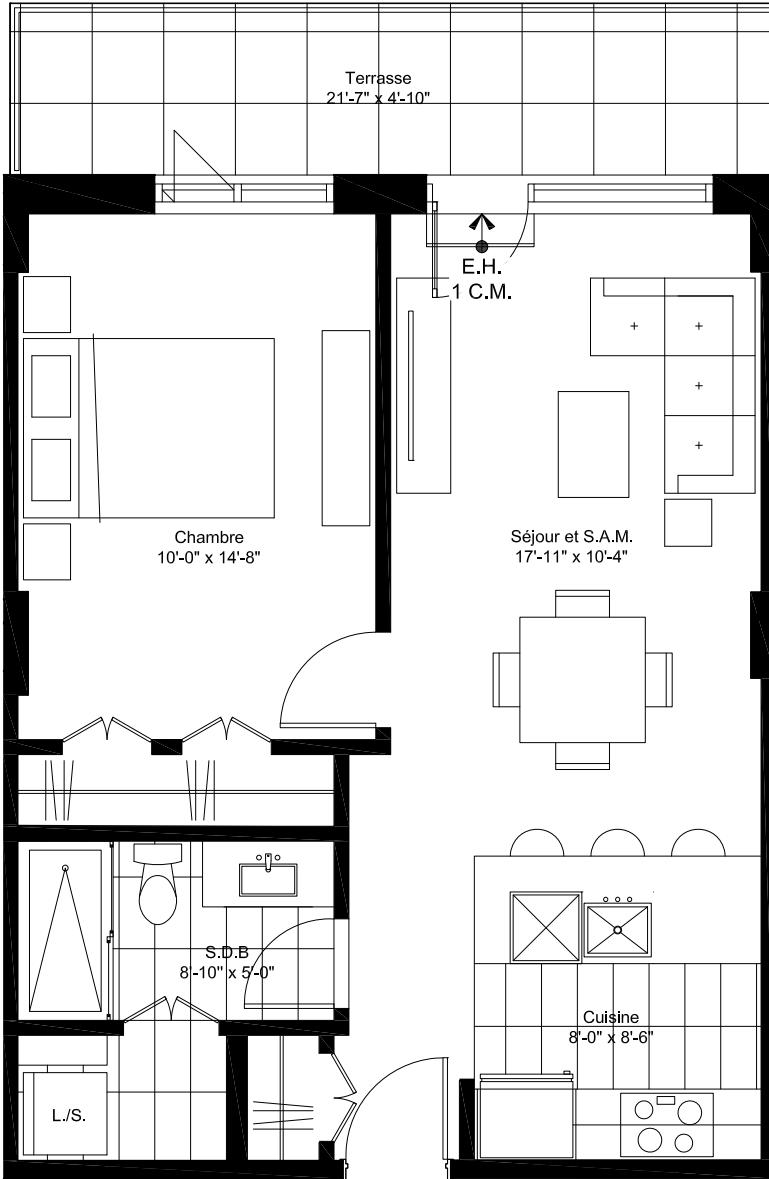 Terrasse
21'-7" x 4'-10"
E.H.
1 C.M.
Chambre
10'-0" x 14'-8"
Séjour et S.A.M.
17'-11" x 10'-4"
S.D.B
8'-10" x 5'-0"
Cuisine
8'-0" x 8'-6"
L./S.